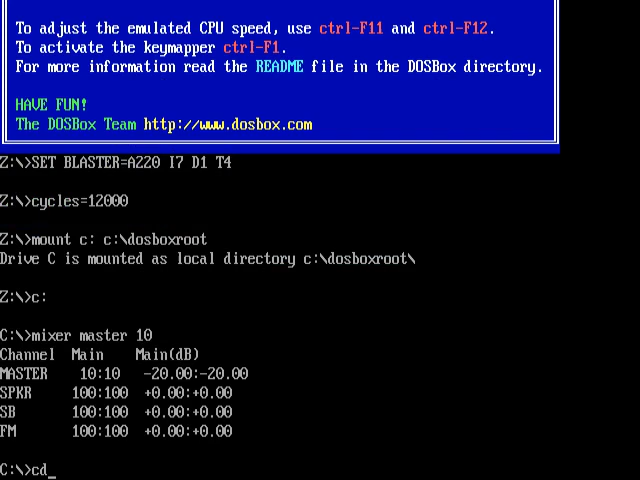 To adjust the emulated CPU speed, use ctrl-F11 and ctrl-F12.
To activate the keymapper ctrl-F1.
For more information read the README file in the DOSBox directory.
HAVE FUN!
The DOSBox Team http://www.dosbox.com
Z:\>SET BLASTER=A220 I7 D1 T4
Z:\>cycles=12000
Z:\>mount c: c:\dosboxroot
Drive C is mounted as local directory c:\dosboxroot\
Z:\>c:
C:\>mixer master 10
Channel  Main    Main(dB)
MASTER    10:10   -20.00:-20.00
SPKR     100:100  +0.00:+0.00
SB       100:100  +0.00:+0.00
FM       100:100  +0.00:+0.00
C:\>cd_